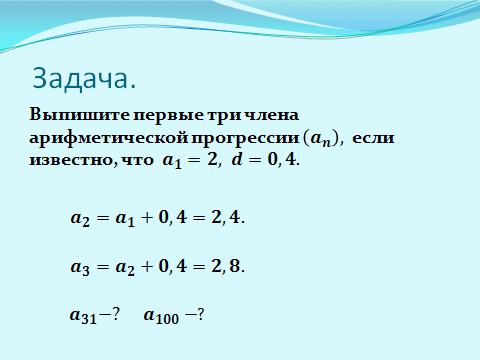 Задача.
Выпишите первые три члена
арифметической прогрессии (aₙ), если
известно, что a₁ = 2, d = 0,4.
a₂ = a₁ + 0,4 = 2,4.
a₃ = a₂ + 0,4 = 2,8.
a₃₁−? a₁₀₀ −?